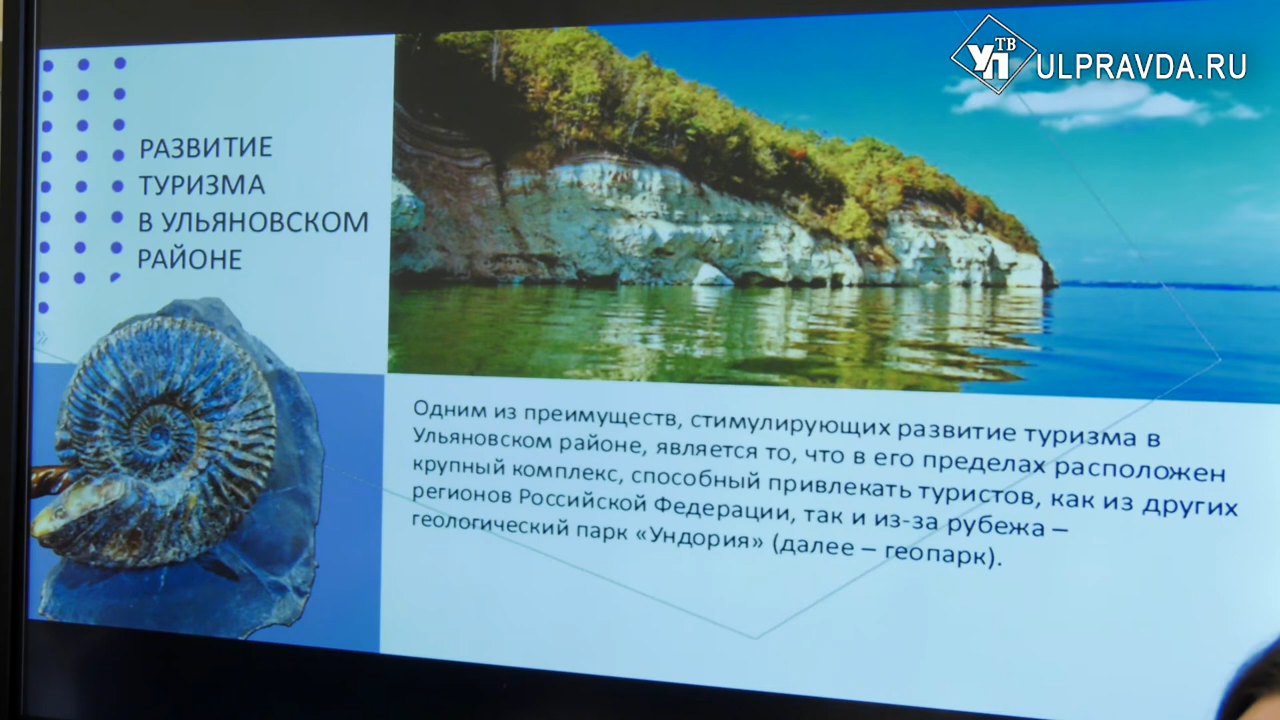 УП ТВ
ULPRAVDA.RU
РАЗВИТИЕ
ТУРИЗМА
В УЛЬЯНОВСКОМ
РАЙОНЕ
Одним из преимуществ, стимулирующих развитие туризма в
Ульяновском районе, является то, что в его пределах расположен
крупный комплекс, способный привлекать туристов, как из других
регионов Российской Федерации, так и из-за рубежа –
геологический парк «Ундория» (далее – геопарк).